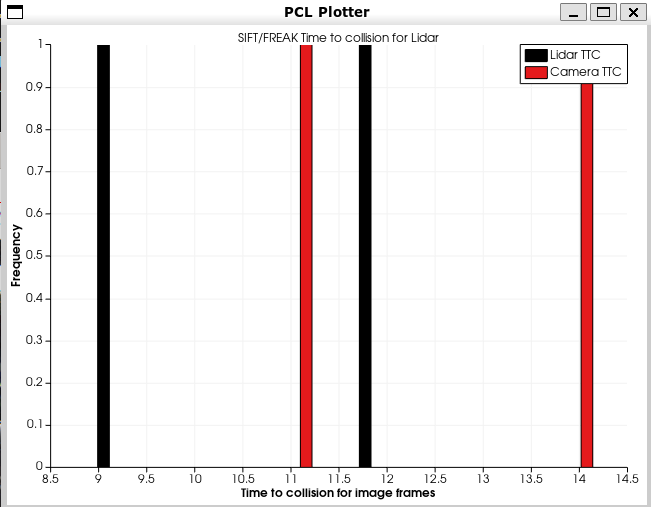 PCL Plotter
SIFT/FREAK Time to collision for Lidar
Lidar TTC
Camera TTC
1
0.9
0.8
0.7
0.6
0.5
0.4
0.3
0.2
0.1
0
Frequency
8.5 9 9.5 10 10.5 11 11.5 12 12.5 13 13.5 14 14.5
Time to collision for image frames